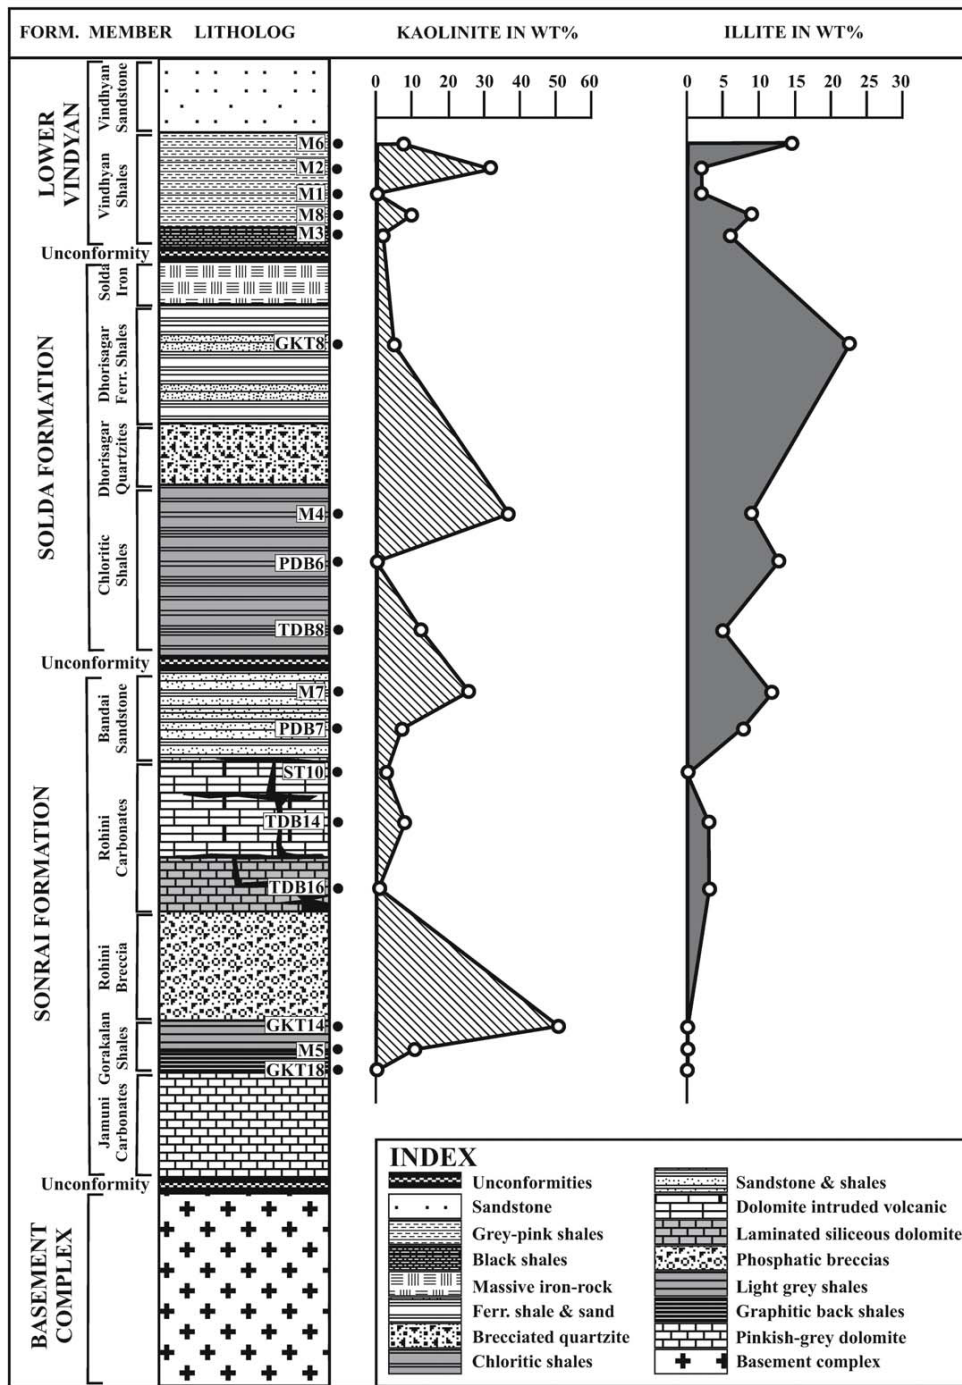 FORM. MEMBER LITHOLOG KAOLINITE IN WT% ILLITE IN WT%
0 10 20 30 40 50 60
0 5 10 15 20 25 30
LOWER
VINDYAN
Vindhyan
Sandstone
Vindhyan
Shales
M6
M2
M1
M8
M3
Unconformity
SOLDA FORMATION
Solda
Iron
Dhorisagar
Ferr. Shales
GKT8
Dhorisagar
Quartzites
Chloritic
Shales
M4
PDB6
TDB8
Unconformity
SONRAI FORMATION
Bandai
Sandstone
M7
PDB7
Rohini
Carbonates
ST10
TDB14
TDB16
Rohini
Breccia
Gorakalan
Shales
GKT14
M5
GKT18
Jamuni
Carbonates
Unconformity
BASEMENT
COMPLEX
INDEX
Unconformities
Sandstone
Grey-pink shales
Black shales
Massive iron-rock
Ferr. shale & sand
Brecciated quartzite
Chloritic shales
Sandstone & shales
Dolomite intruded volcanic
Laminated siliceous dolomite
Phosphatic breccias
Light grey shales
Graphitic back shales
Pinkish-grey dolomite
Basement complex